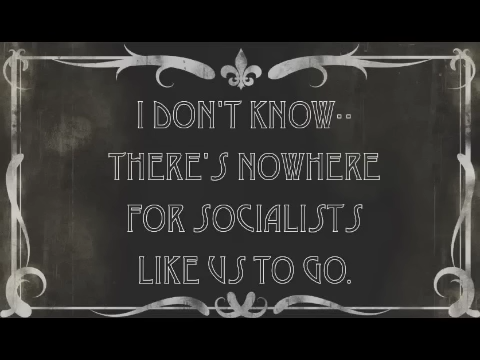 I DON'T KNOW--
THERE'S NOWHERE
FOR SOCIALISTS
LIKE US TO GO.